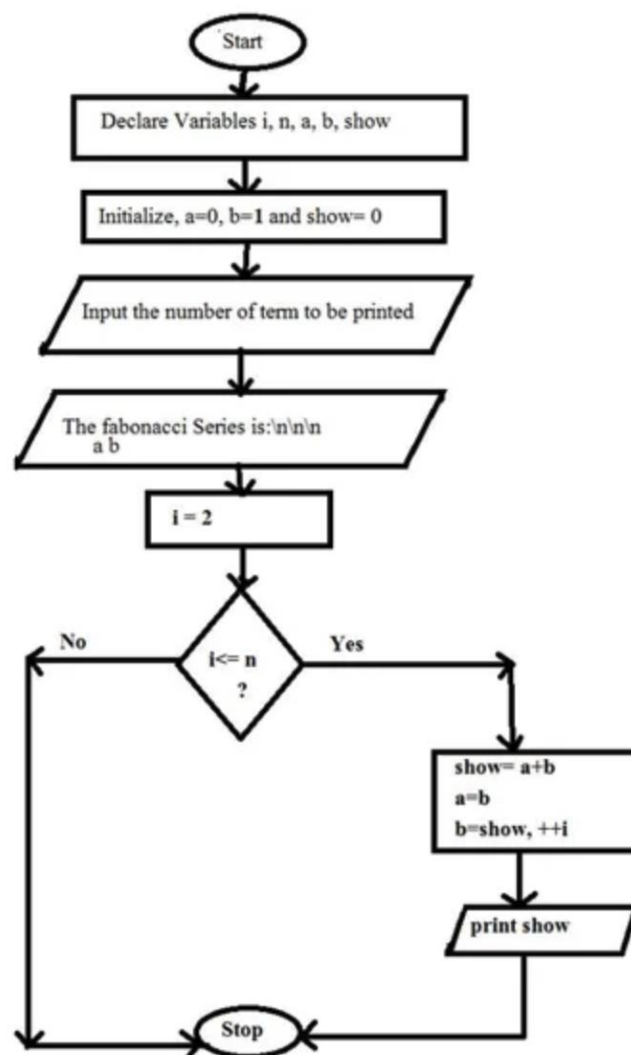 Start
Declare Variables i, n, a, b, show
Initialize, a=0, b=1 and show= 0
Input the number of term to be printed
The fabonacci Series is:\n\n\n
a b
i = 2
No
i<= n
?
Yes
show= a+b
a=b
b=show, ++i
print show
Stop